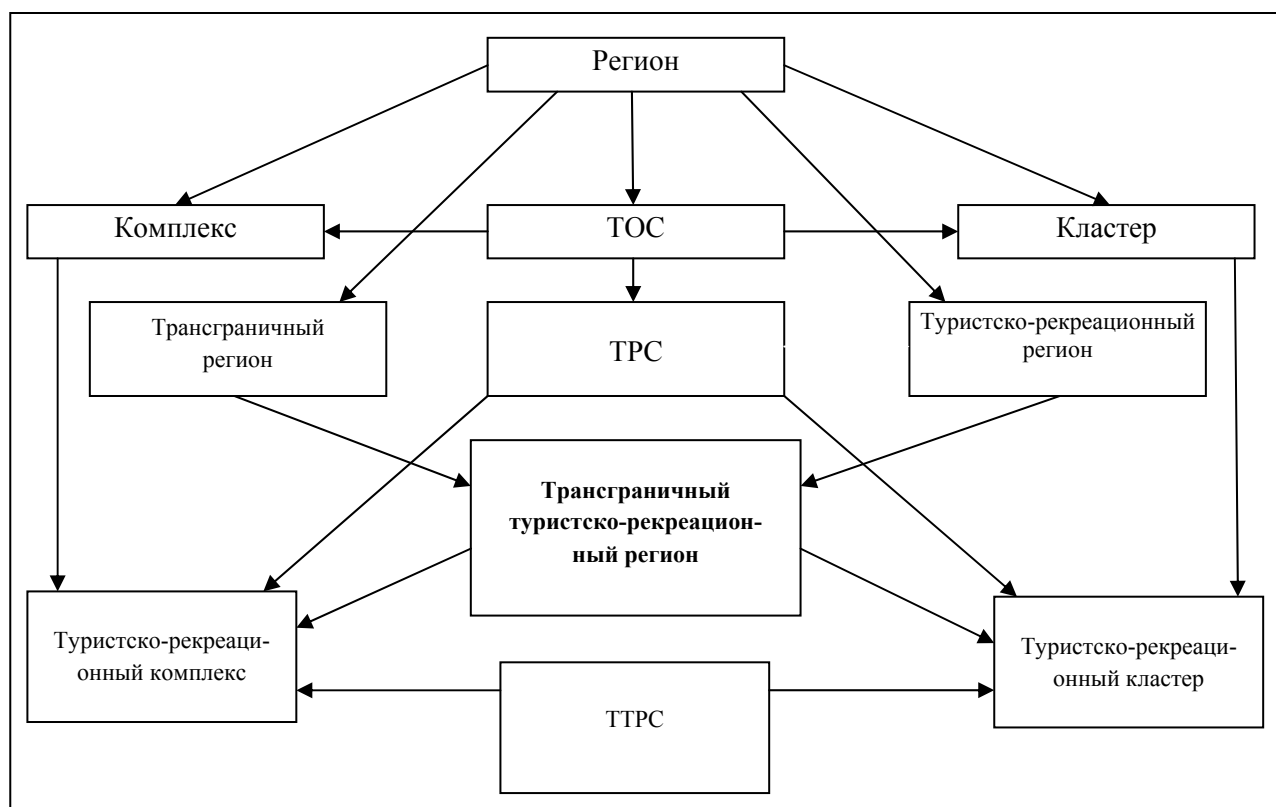 Регион
Комплекс
ТОС
Кластер
Трансграничный
регион
ТРС
Туристско-рекреационный
регион
Трансграничный
туристско-рекреацион-
ный регион
Туристско-рекреаци-
онный комплекс
ТТРС
Туристско-рекреаци-
онный кластер